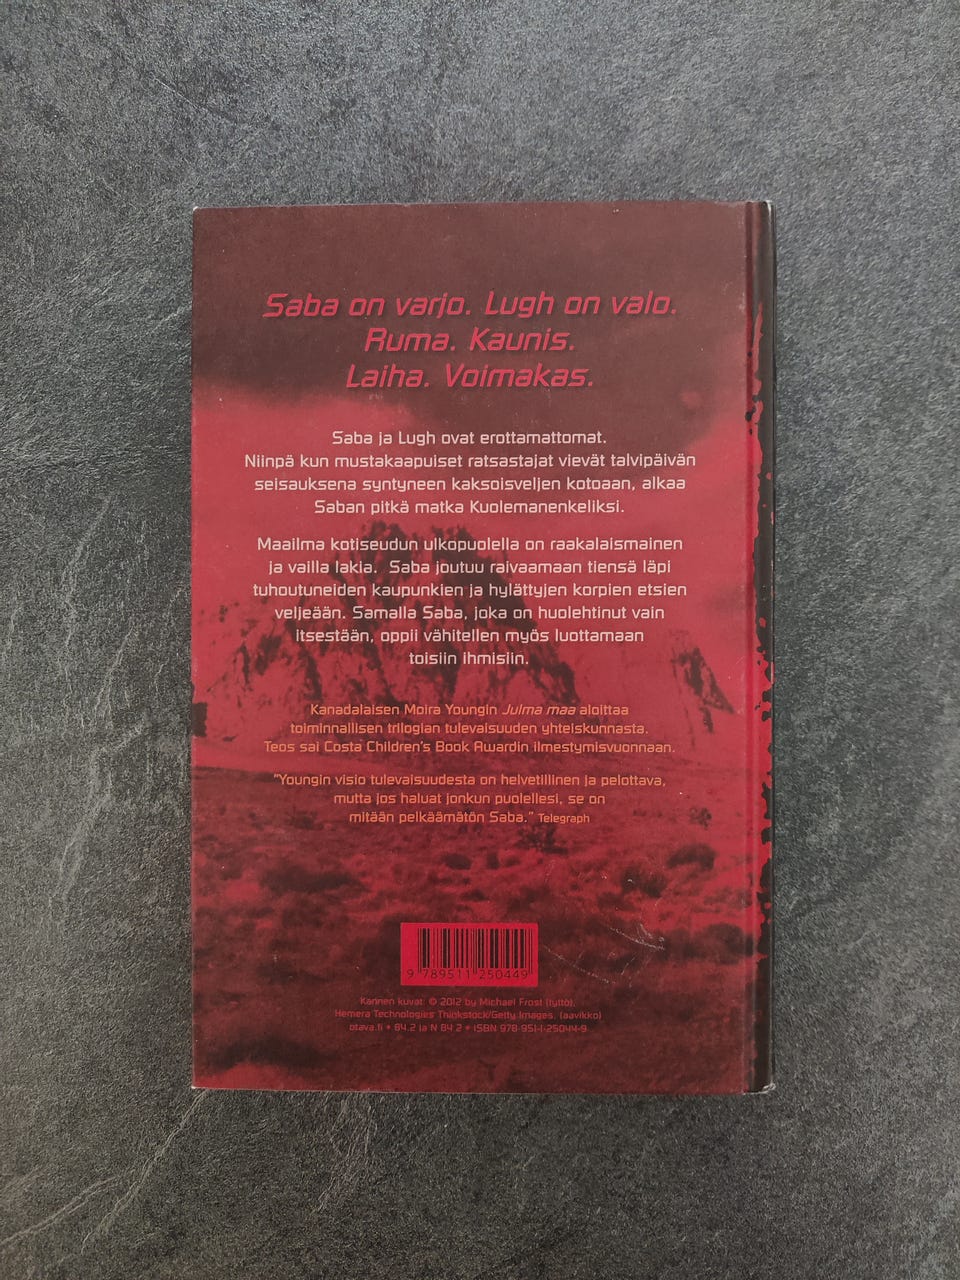 Saba on varjo. Lugh on valo.
Ruma. Kaunis.
Laiha. Voimakas.
Saba ja Lugh ovat erottamattomat.
Niinpä kun mustakaapuiset ratsastajat vievät talvipäivän
seisauksena syntyneen kaksoisveljen kotoaan, alkaa
Saban pitkä matka Kuolemanenkeliksi.
Maailma kotiseudun ulkopuolella on raakalaismainen
ja vailla lakia. Saba joutuu raivaamaan tiensä läpi
tuhoutuneiden kaupunkien ja hylättyjen korpien etsien
veljeään. Samalla Saba, joka on huolehtinut vain
itsestään, oppii vähitellen myös luottamaan
toisiin ihmisiin.
Kanadalaisen Moira Youngin Julma maa aloittaa
toiminnallisen trilogian tulevaisuuden yhteiskunnasta.
Teos sai Costa Children's Book Awardin ilmestymisvuonnaan.
"Youngin visio tulevaisuudesta on helvetillinen ja pelottava,
mutta jos haluat jonkun puolellesi, se on
mitään pelkäämätön Saba." Telegraph
9 789511 250449
Kannen kuvat: © 2012 by Michael Frost (tyttö),
Hemera Technologies Thinkstock/Getty Images, (aavikko)
otava.fi • 84.2 ja N 84.2 • ISBN 978-951-1-25044-9